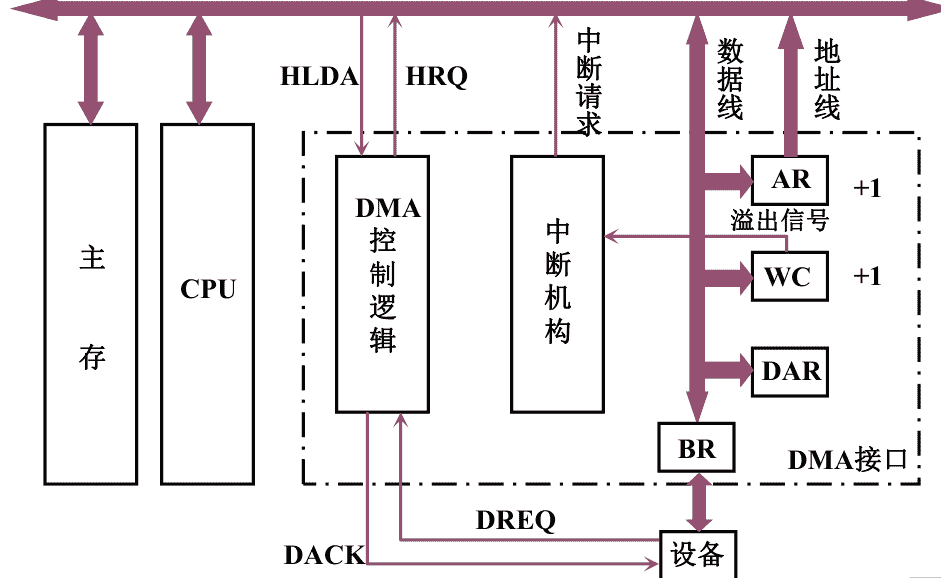 HLDA
HRQ
中断请求
数据线
地址线
主存
CPU
DMA
控制逻辑
中断机构
AR
+1
溢出信号
WC
+1
DAR
BR
DMA接口
DREQ
DACK
设备